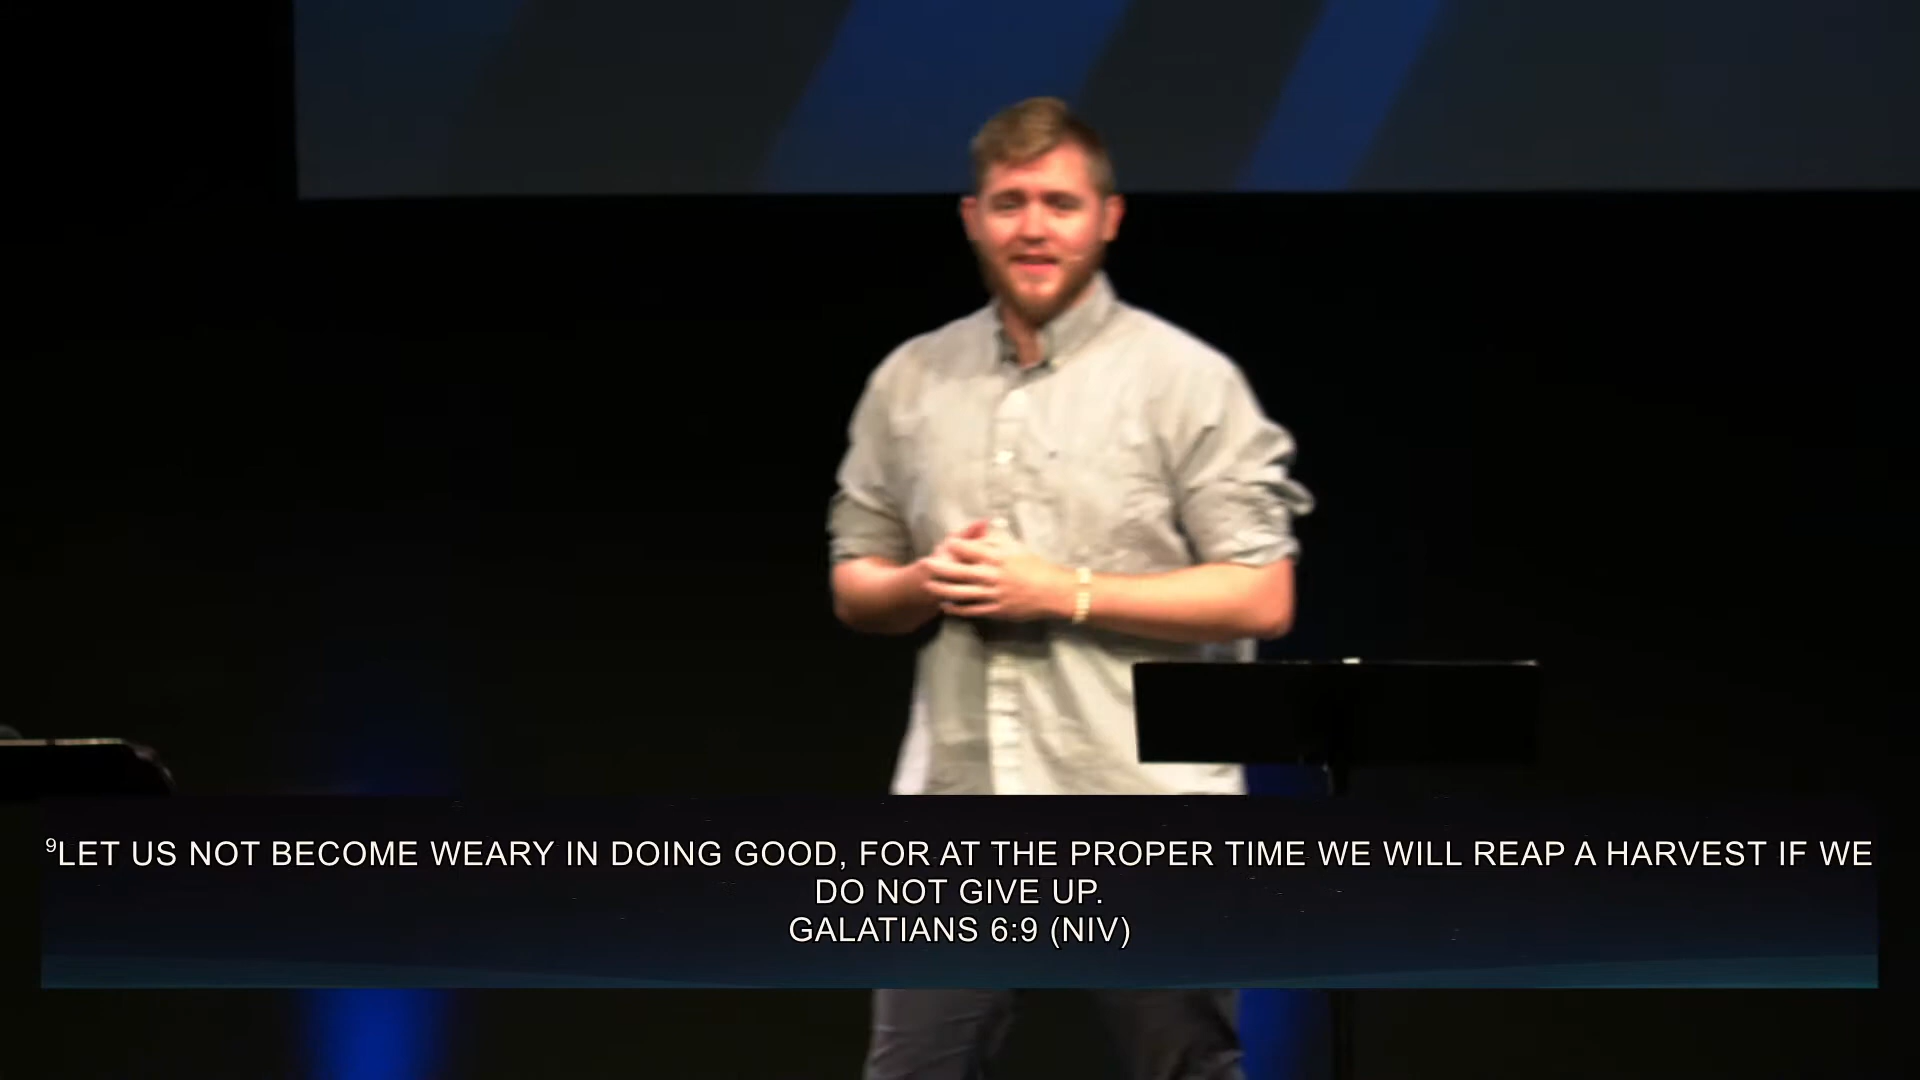 ⁹LET US NOT BECOME WEARY IN DOING GOOD, FOR AT THE PROPER TIME WE WILL REAP A HARVEST IF WE
DO NOT GIVE UP.
GALATIANS 6:9 (NIV)